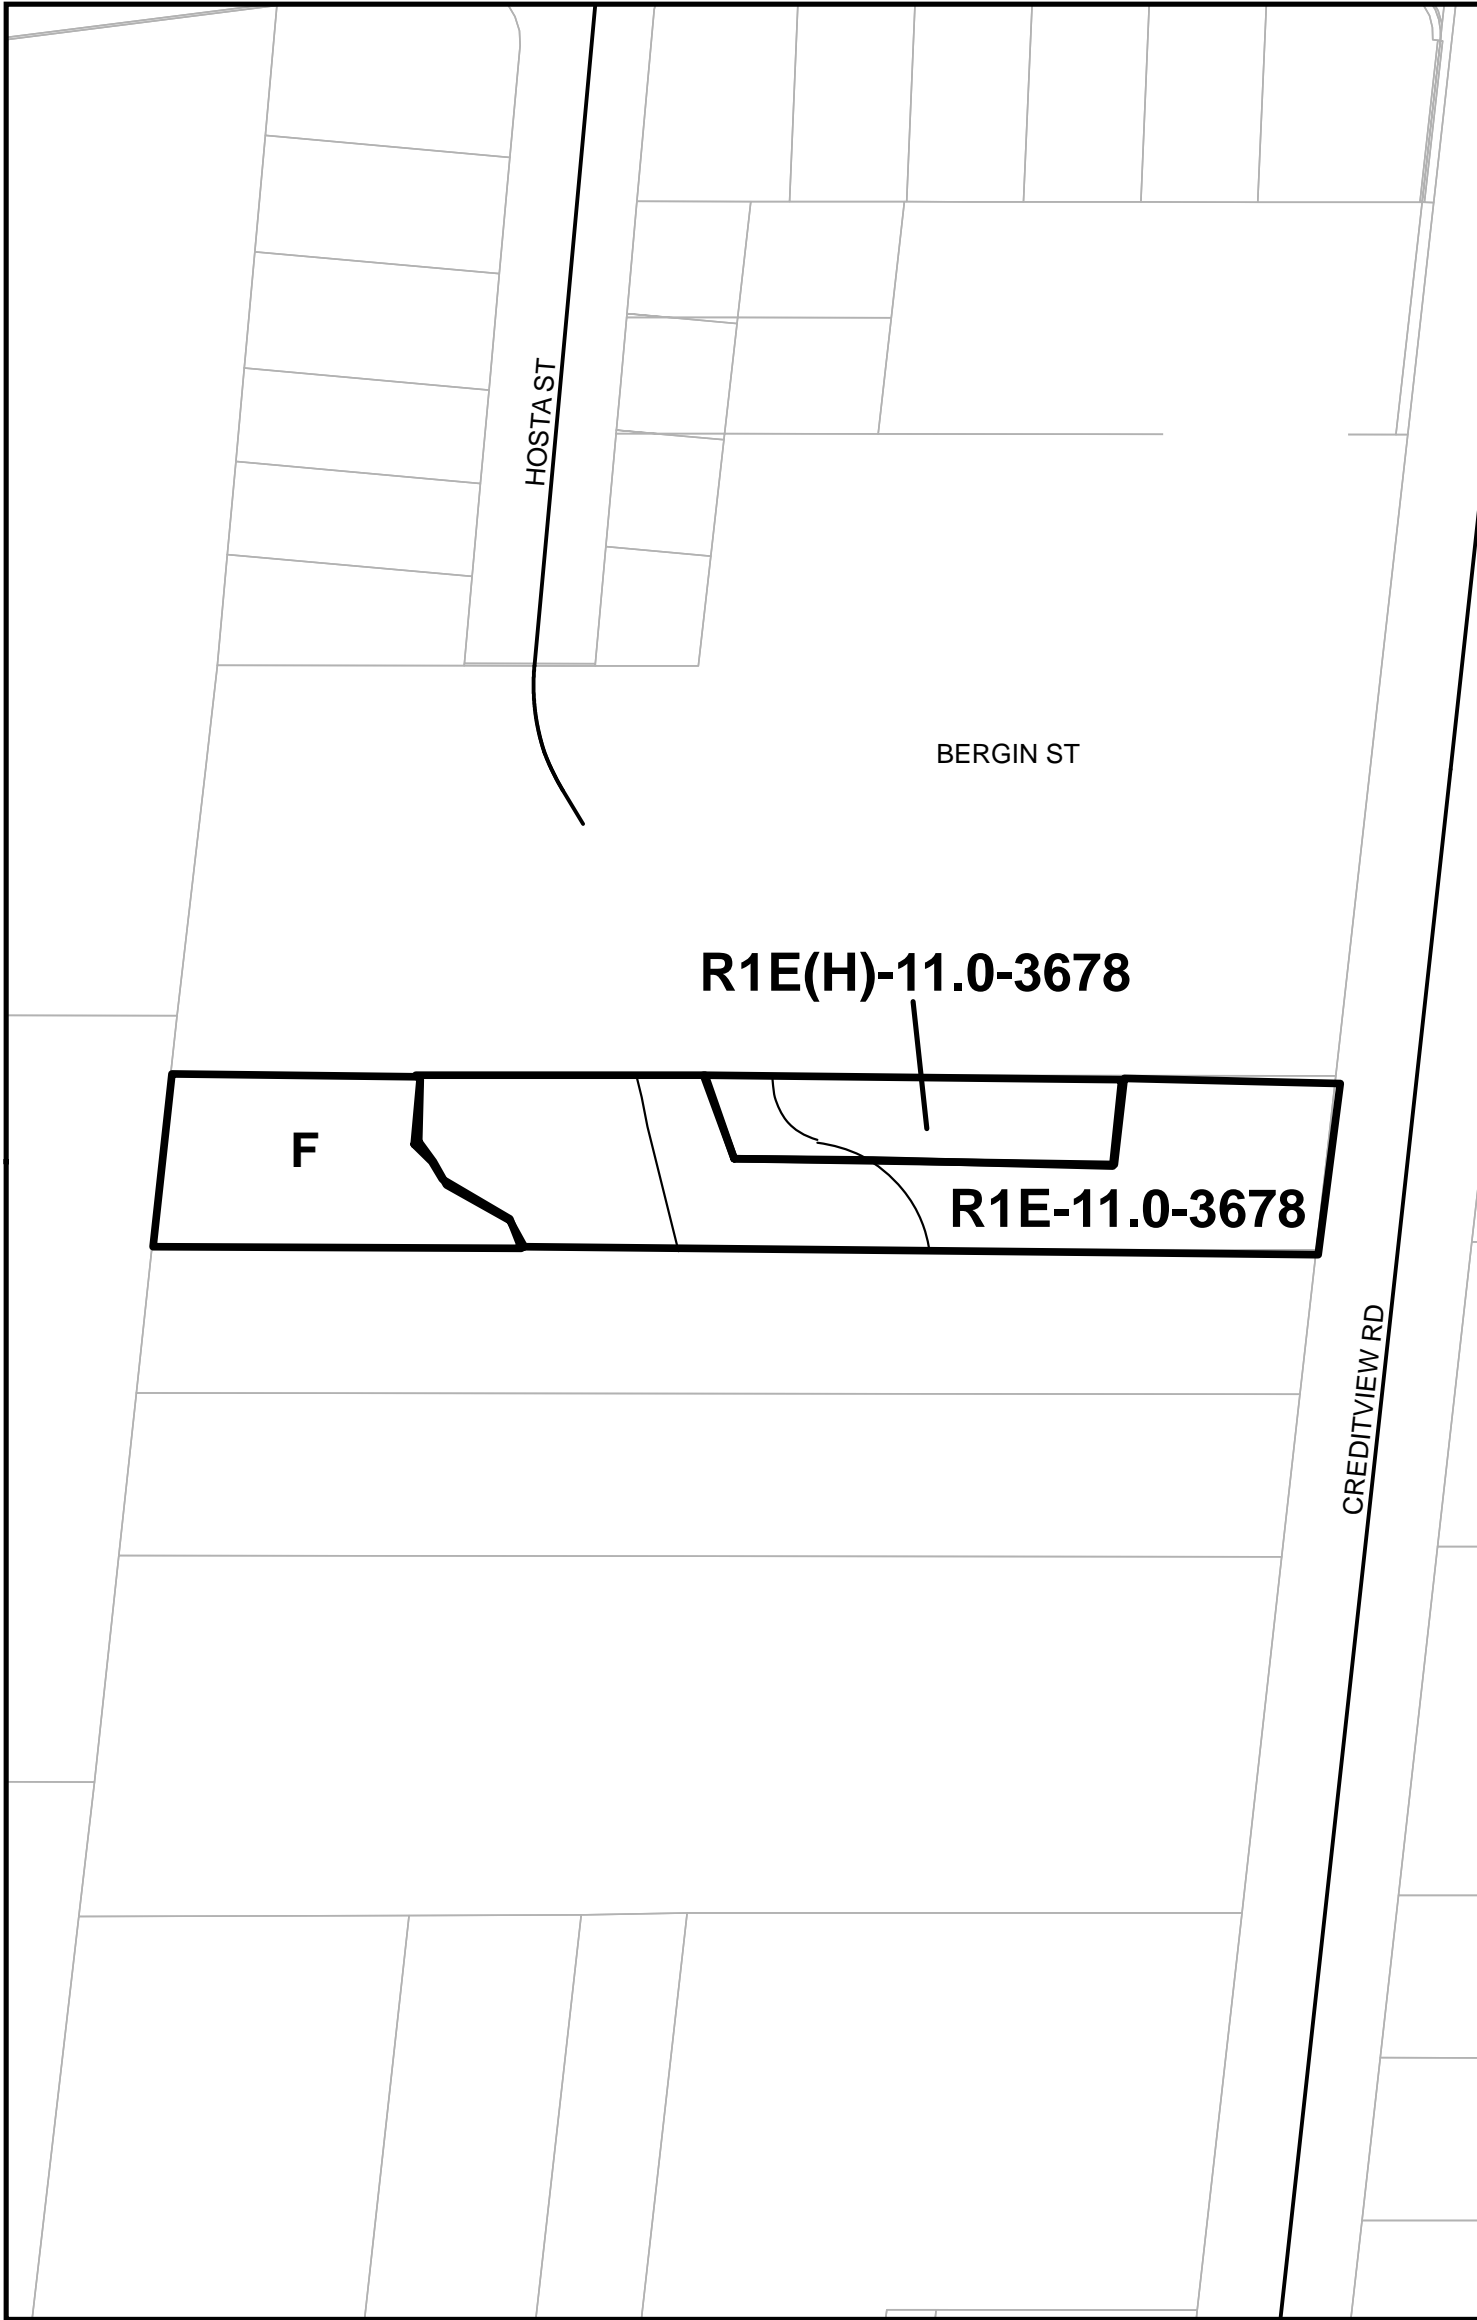 HOSTA ST
BERGIN ST
R1E(H)-11.0-3678
F
R1E-11.0-3678
CREDITVIEW RD